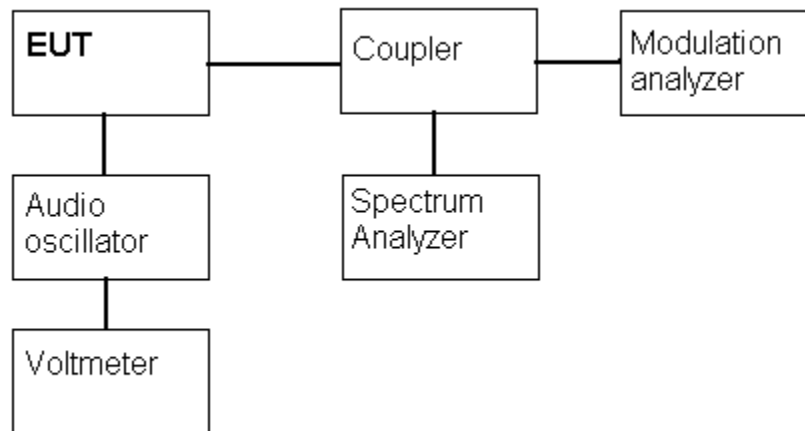 EUT
Coupler
Modulation
analyzer
Audio
oscillator
Spectrum
Analyzer
Voltmeter